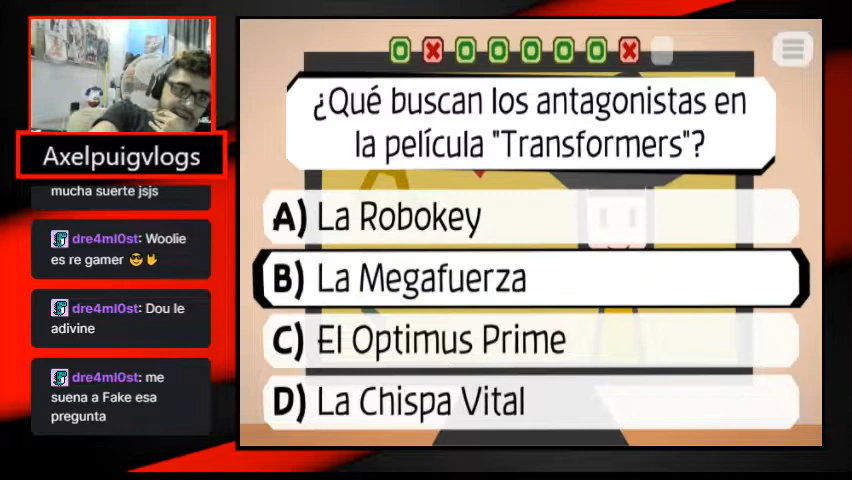 Axelpuigvlogs
mucha suerte jsjs
dre4ml0st: Woolie
es re gamer 😎🤟
dre4ml0st: Dou le
adivine
dre4ml0st: me
suena a Fake esa
pregunta
¿Qué buscan los antagonistas en
la película "Transformers"?
A) La Robokey
B) La Megafuerza
C) El Optimus Prime
D) La Chispa Vital